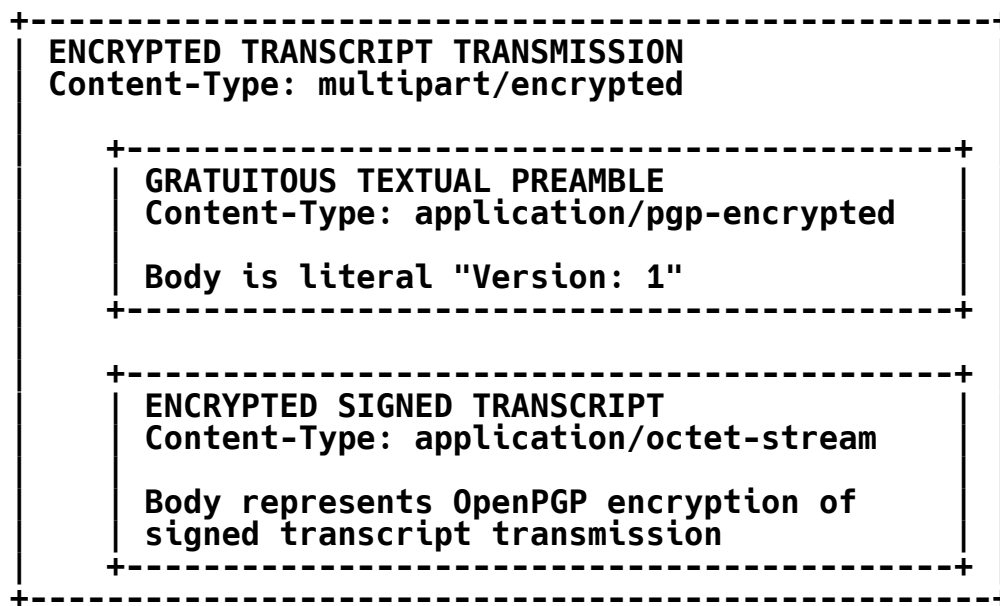 ENCRYPTED TRANSCRIPT TRANSMISSION
Content-Type: multipart/encrypted
GRATUITOUS TEXTUAL PREAMBLE
Content-Type: application/pgp-encrypted
Body is literal "Version: 1"
ENCRYPTED SIGNED TRANSCRIPT
Content-Type: application/octet-stream
Body represents OpenPGP encryption of
signed transcript transmission